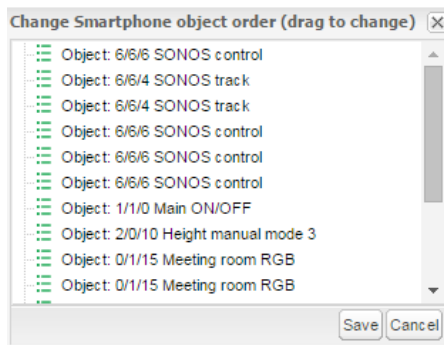 Change Smartphone object order (drag to change)
Object: 6/6/6 SONOS control
Object: 6/6/4 SONOS track
Object: 6/6/4 SONOS track
Object: 6/6/6 SONOS control
Object: 6/6/6 SONOS control
Object: 6/6/6 SONOS control
Object: 1/1/0 Main ON/OFF
Object: 2/0/10 Height manual mode 3
Object: 0/1/15 Meeting room RGB
Object: 0/1/15 Meeting room RGB
Save Cancel